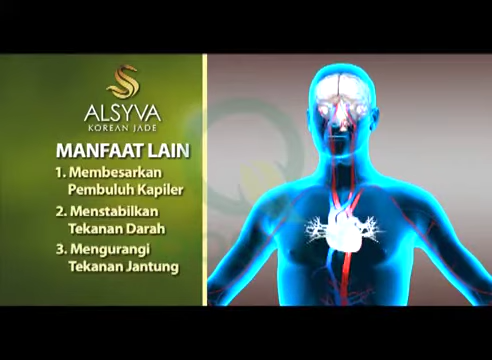 ALSYVA
KOREAN JADE
MANFAAT LAIN
1. Membesarkan
Pembuluh Kapiler
2. Menstabilkan
Tekanan Darah
3. Mengurangi
Tekanan Jantung